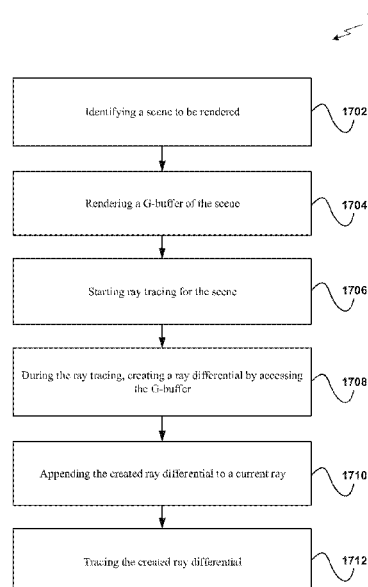 Identifying a scene to be rendered
1702
Rendering a G-buffer of the scene
1704
Starting ray tracing for the scene
1706
During the ray tracing, creating a ray differential by accessing
the G-buffer
1708
Appending the created ray differential to a current ray
1710
Tracing the created ray differential
1712